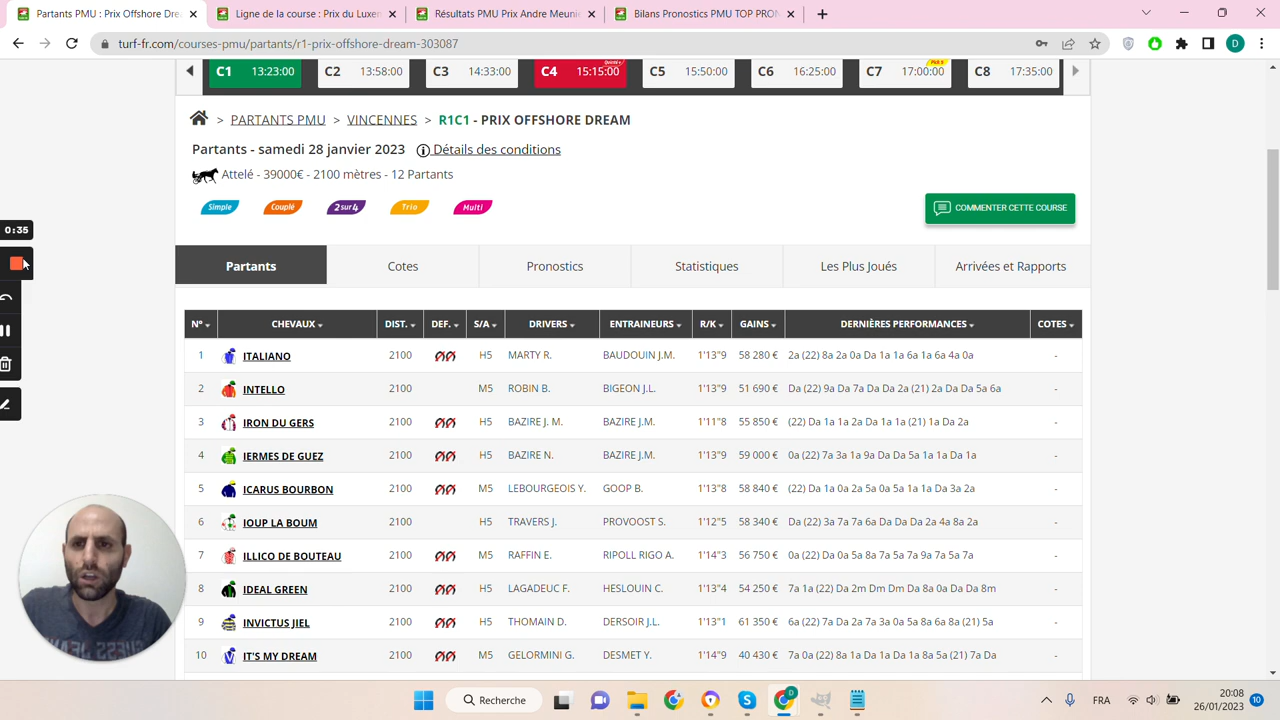 Partants PMU : Prix Offshore Dre
Ligne de la course : Prix du Luxen
Résultats PMU Prix Andre Meunie
Bilans Pronostics PMU TOP PRON
turf-fr.com/courses-pmu/partants/r1-prix-offshore-dream-303087
D
C1 13:23:00
C2 13:58:00
C3 14:33:00
C4 15:15:00
C5 15:50:00
C6 16:25:00
C7 17:00:00
C8 17:35:00
> PARTANTS PMU > VINCENNES > R1C1 - PRIX OFFSHORE DREAM
Partants - samedi 28 janvier 2023 Détails des conditions
Attelé - 39000€ - 2100 mètres - 12 Partants
Simple Couplé 2sur4 Trio Multi
COMMENTER CETTE COURSE
0:35
Partants Cotes Pronostics Statistiques Les Plus Joués Arrivées et Rapports
N° CHEVAUX DIST. DEF. S/A DRIVERS ENTRAINEURS R/K GAINS DERNIÈRES PERFORMANCES COTES
1 ITALIANO 2100 H5 MARTY R. BAUDOUIN J.M. 1'13"9 58 280 € 2a (22) 8a 2a 0a Da 1a 1a 6a 1a 6a 4a 0a -
2 INTELLO 2100 M5 ROBIN B. BIGEON J.L. 1'13"9 51 690 € Da (22) 9a Da 7a Da Da 2a (21) 2a Da Da 5a 6a -
3 IRON DU GERS 2100 H5 BAZIRE J. M. BAZIRE J.M. 1'11"8 55 850 € (22) Da 1a 1a 2a Da 1a 1a (21) 1a Da 2a -
4 IERMES DE GUEZ 2100 H5 BAZIRE N. BAZIRE J.M. 1'13"9 59 000 € 0a (22) 7a 3a 1a 9a Da Da 5a 1a 1a Da 1a -
5 ICARUS BOURBON 2100 M5 LEBOURGEOIS Y. GOOP B. 1'13"8 58 840 € (22) Da 1a 0a 2a 5a 0a 5a 1a 1a Da 3a 2a -
6 IOUP LA BOUM 2100 H5 TRAVERS J. PROVOOST S. 1'12"5 58 340 € Da (22) 3a 7a 7a 6a Da Da Da 2a 4a 8a 2a -
7 ILLICO DE BOUTEAU 2100 M5 RAFFIN E. RIPOLL RIGO A. 1'14"3 56 750 € 0a (22) Da 0a 5a 8a 7a 5a 7a 9a 7a 5a 7a -
8 IDEAL GREEN 2100 H5 LAGADEUC F. HESLOUIN C. 1'13"4 54 250 € 7a 1a (22) Da 2m Dm Dm Da 8a 0a Da Da 8m -
9 INVICTUS JIEL 2100 H5 THOMAIN D. DERSOIR J.L. 1'13"1 61 350 € 6a (22) 7a Da 2a 7a 3a 0a 5a 8a 6a 8a (21) 5a -
10 IT'S MY DREAM 2100 M5 GELORMINI G. DESMET Y. 1'14"9 40 430 € 7a 0a (22) 8a 1a Da 1a Da 1a 8a 5a (21) 7a Da -
Recherche
FRA
20:08
26/01/2023
10